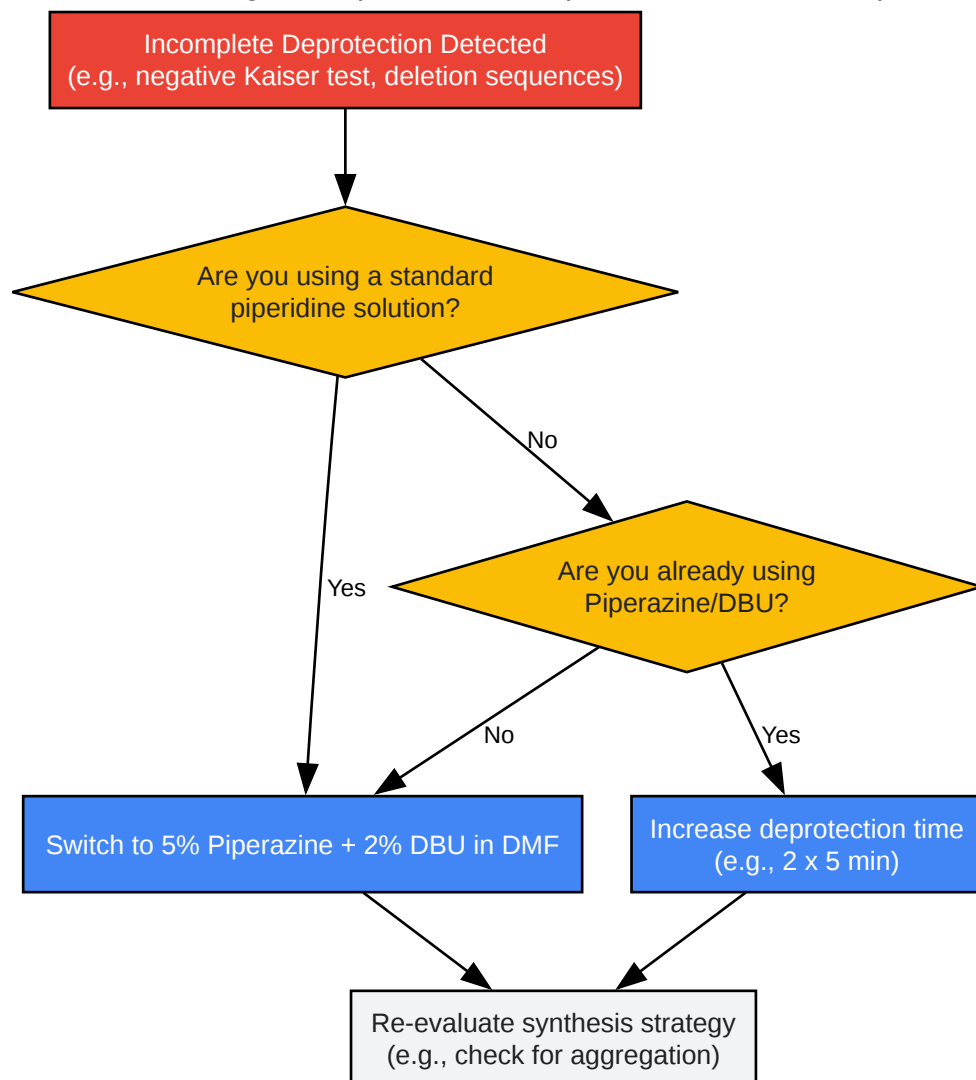 Incomplete Deprotection Detected
(e.g., negative Kaiser test, deletion sequences)
Are you using a standard
piperidine solution?
No
Yes
Are you already using
Piperazine/DBU?
No
Yes
Switch to 5% Piperazine + 2% DBU in DMF
Increase deprotection time
(e.g., 2 x 5 min)
Re-evaluate synthesis strategy
(e.g., check for aggregation)